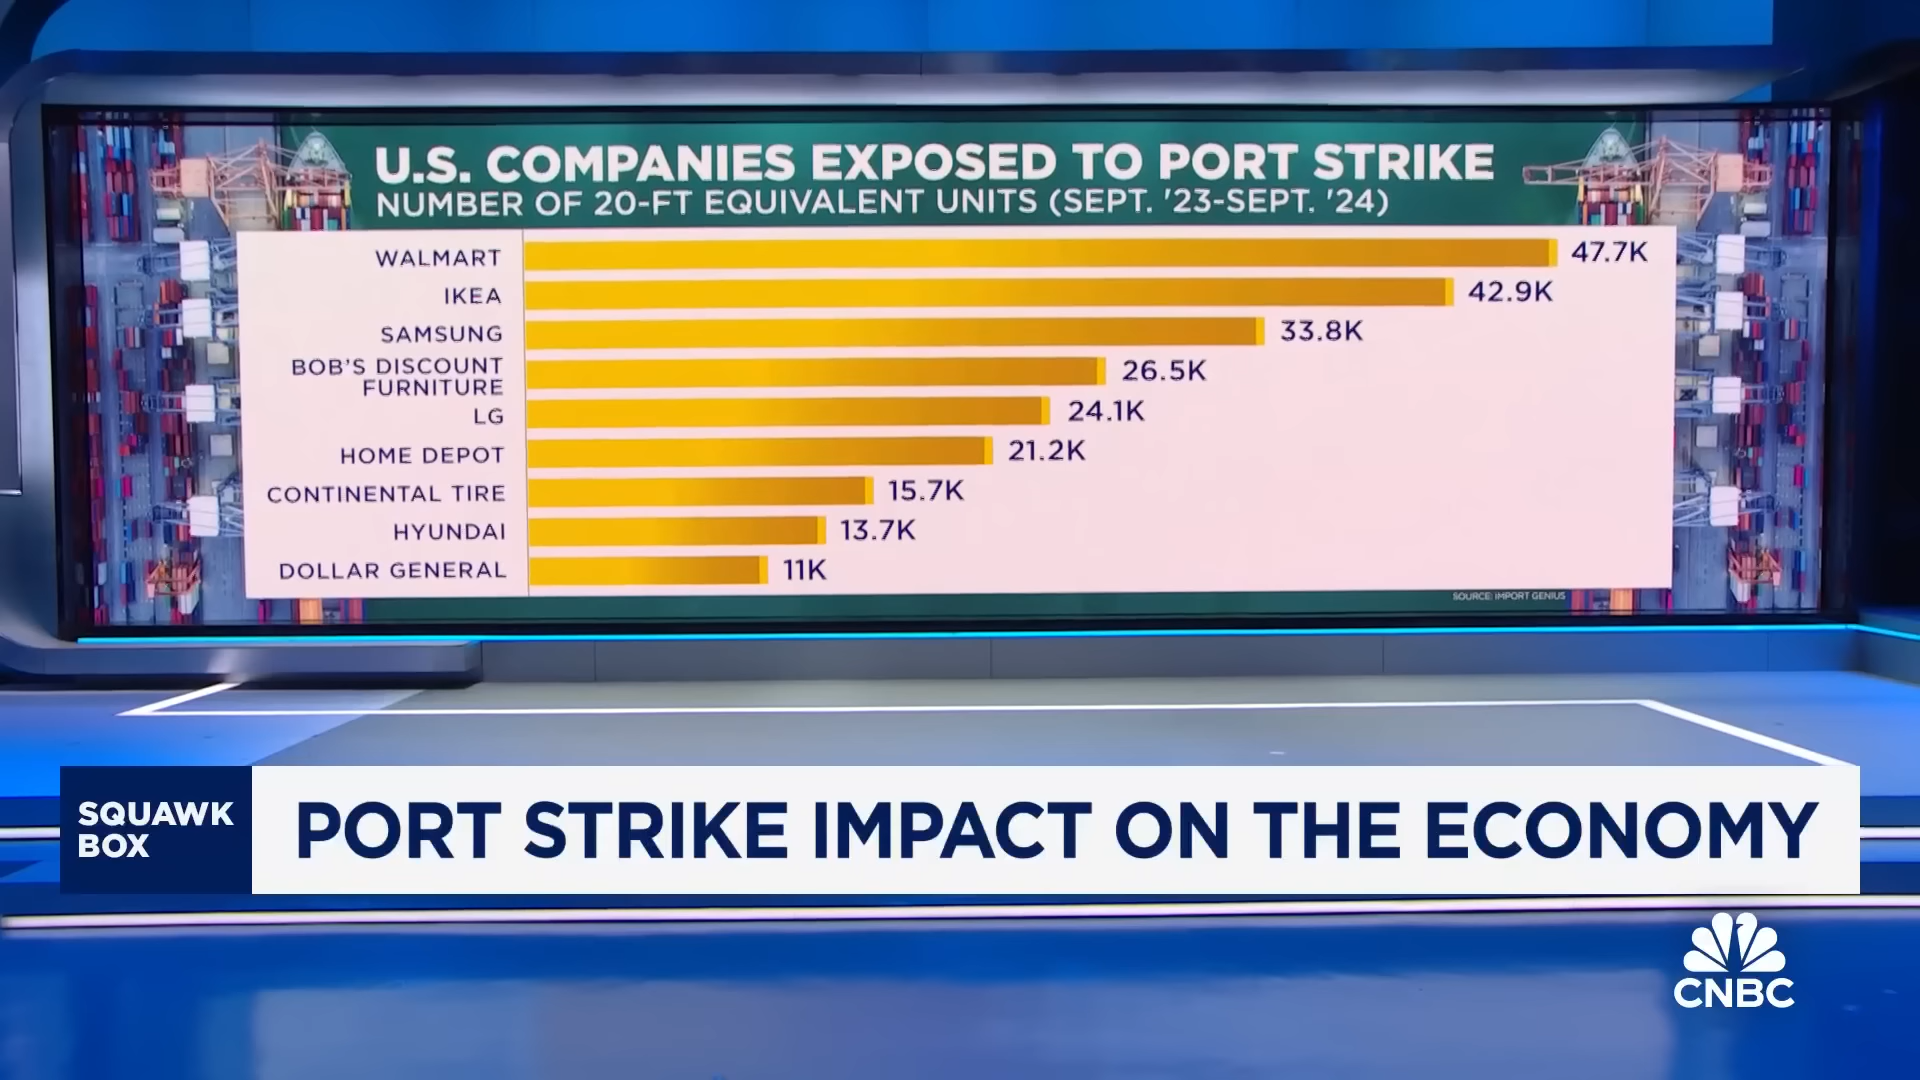 U.S. COMPANIES EXPOSED TO PORT STRIKE
NUMBER OF 20-FT EQUIVALENT UNITS (SEPT. '23-SEPT. '24)
WALMART 47.7K
IKEA 42.9K
SAMSUNG 33.8K
BOB'S DISCOUNT
FURNITURE 26.5K
LG 24.1K
HOME DEPOT 21.2K
CONTINENTAL TIRE 15.7K
HYUNDAI 13.7K
DOLLAR GENERAL 11K
SOURCE: IMPORT GENIUS
SQUAWK
BOX
PORT STRIKE IMPACT ON THE ECONOMY
CNBC